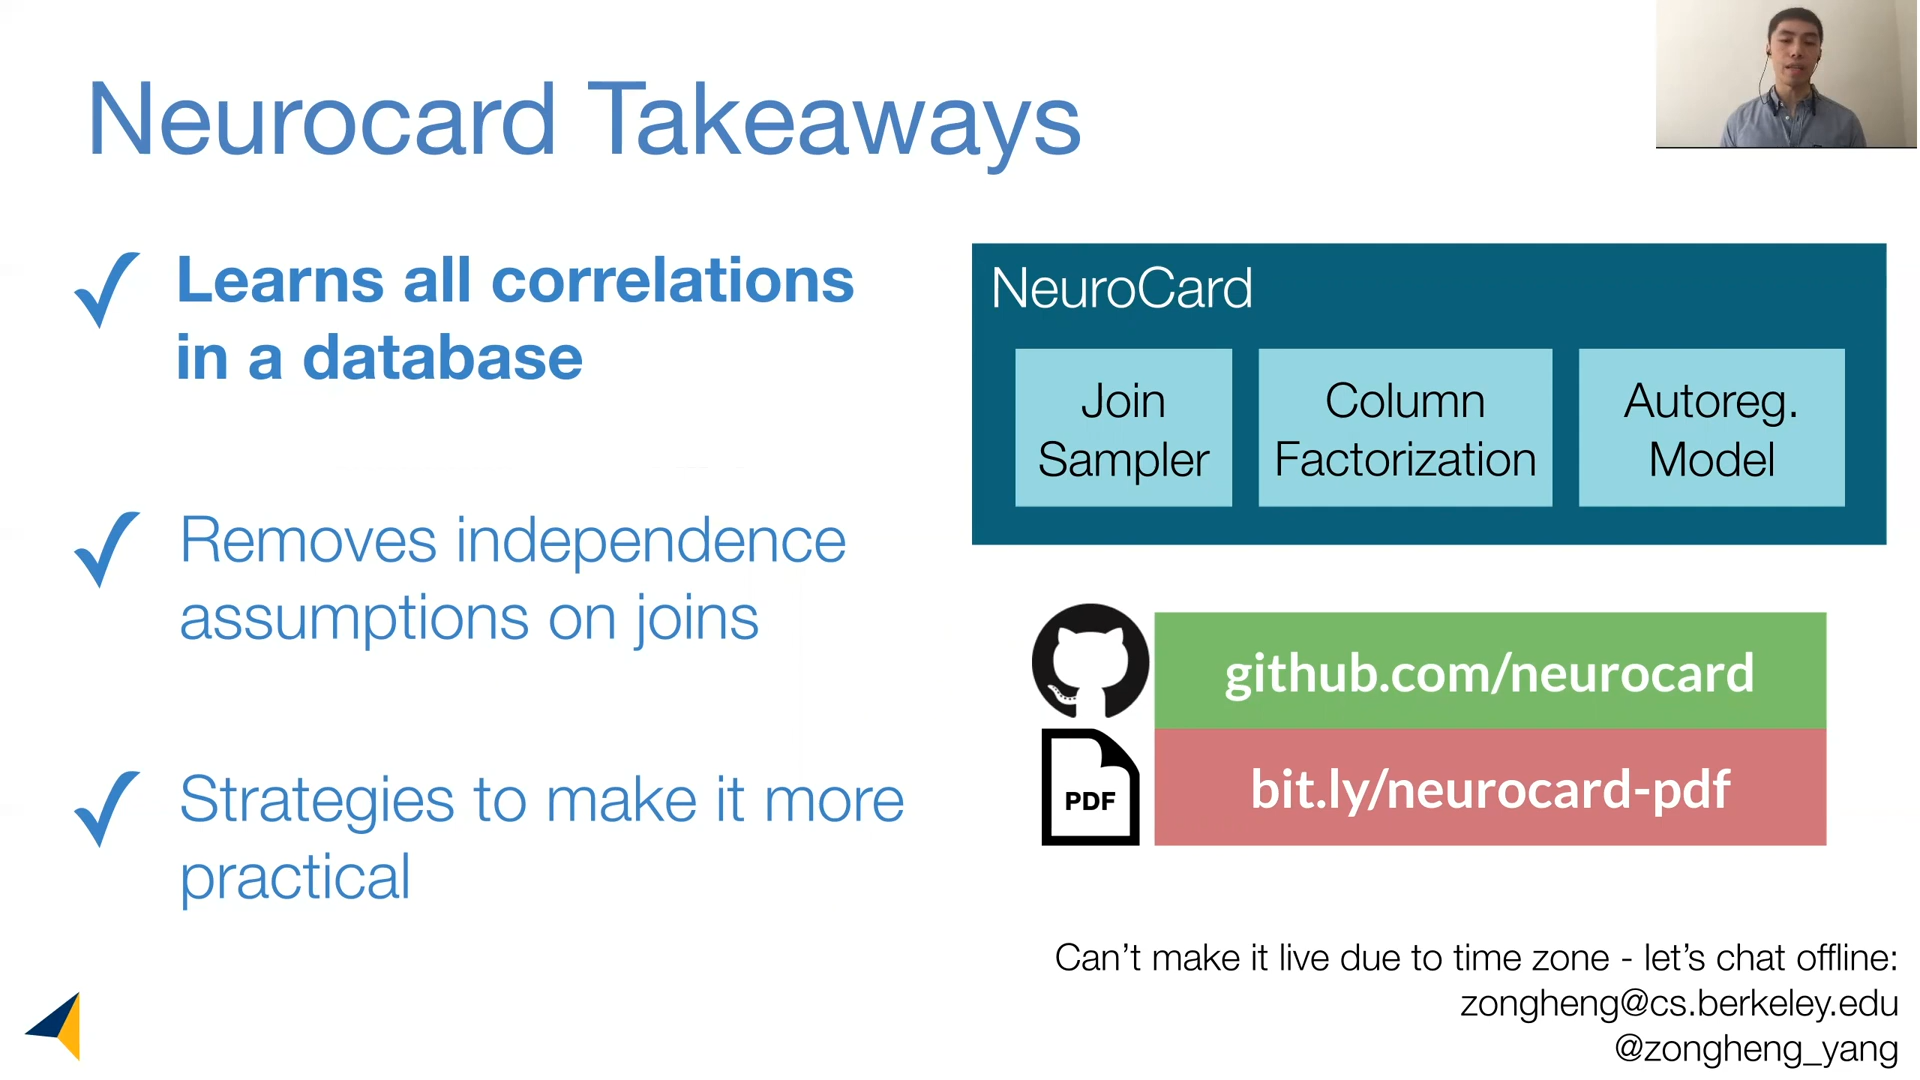 Neurocard Takeaways
Learns all correlations
in a database
Removes independence
assumptions on joins
Strategies to make it more
practical
NeuroCard
Join
Sampler
Column
Factorization
Autoreg.
Model
github.com/neurocard
PDF
bit.ly/neurocard-pdf
Can’t make it live due to time zone - let’s chat offline:
zongheng@cs.berkeley.edu
@zongheng_yang